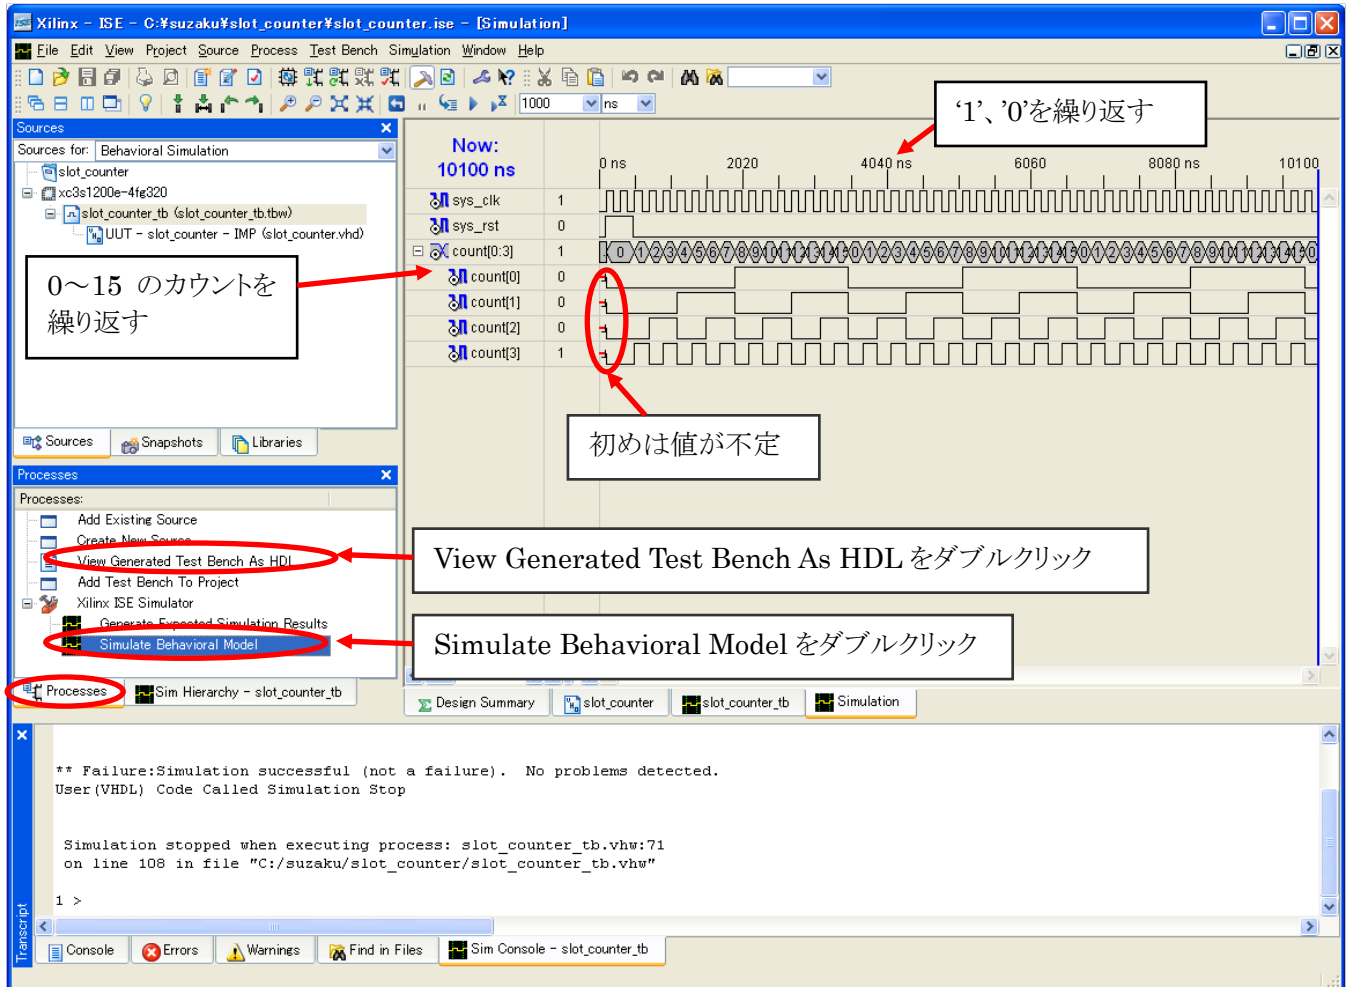 Xilinx - ISE - C:¥suzaku¥slot_counter¥slot_counter.ise - [Simulation]
File Edit View Project Source Process Test Bench Simulation Window Help
1000 ns
Sources
Sources for: Behavioral Simulation
slot_counter
xc3s1200e-4fg320
slot_counter_tb (slot_counter_tb.tbw)
UUT - slot_counter - IMP (slot_counter.vhd)
0～15 のカウントを
繰り返す
Sources Snapshots Libraries
‘1’、’0’を繰り返す
Now:
10100 ns
0 ns 2020 4040 ns 6060 8080 ns 10100
sys_clk 1
sys_rst 0
count[0:3] 1
count[0] 0
count[1] 0
count[2] 0
count[3] 1
初めは値が不定
Processes
Processes:
Add Existing Source
Create New Source
View Generated Test Bench As HDL
Add Test Bench To Project
Xilinx ISE Simulator
Generate Expected Simulation Results
Simulate Behavioral Model
View Generated Test Bench As HDL をダブルクリック
Simulate Behavioral Model をダブルクリック
Processes Sim Hierarchy - slot_counter_tb
Design Summary slot_counter slot_counter_tb Simulation
** Failure:Simulation successful (not a failure). No problems detected.
User(VHDL) Code Called Simulation Stop
Simulation stopped when executing process: slot_counter_tb.vhw:71
on line 108 in file "C:/suzaku/slot_counter/slot_counter_tb.vhw"
1 >
Transcript
Console Errors Warnings Find in Files Sim Console - slot_counter_tb